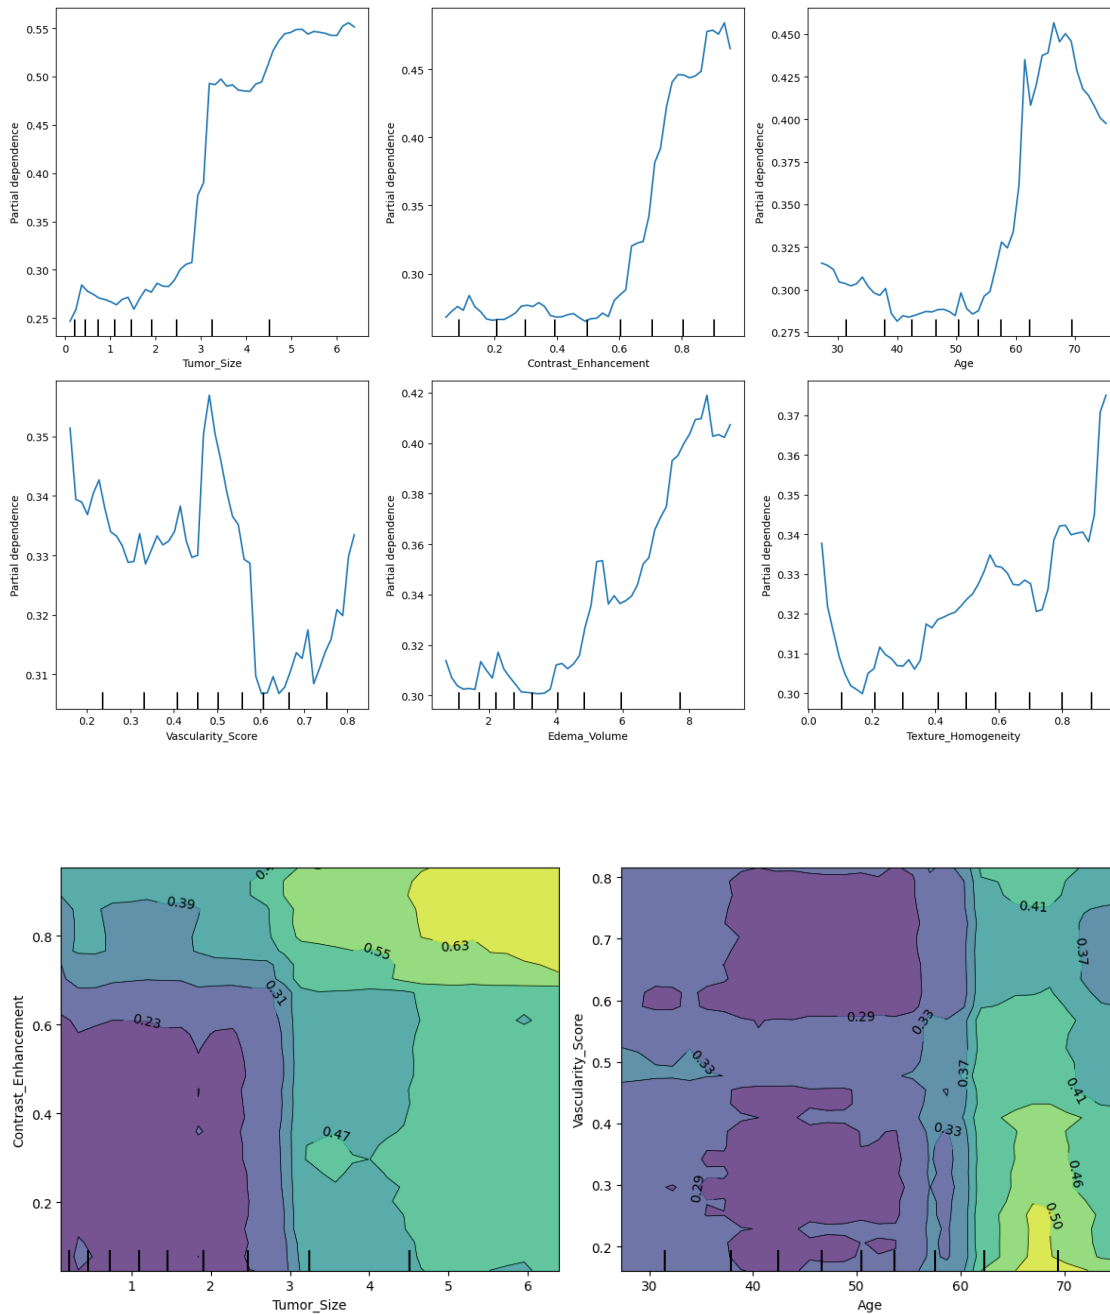 Partial dependence
0.55
0.50
0.45
0.40
0.35
0.30
0.25
0 1 2 3 4 5 6
Tumor_Size
Partial dependence
0.45
0.40
0.35
0.30
0.2 0.4 0.6 0.8
Contrast_Enhancement
Partial dependence
0.450
0.425
0.400
0.375
0.350
0.325
0.300
0.275
30 40 50 60 70
Age
Partial dependence
0.35
0.34
0.33
0.32
0.31
0.2 0.3 0.4 0.5 0.6 0.7 0.8
Vascularity_Score
Partial dependence
0.42
0.40
0.38
0.36
0.34
0.32
0.30
2 4 6 8
Edema_Volume
Partial dependence
0.37
0.36
0.35
0.34
0.33
0.32
0.31
0.30
0.0 0.2 0.4 0.6 0.8
Texture_Homogeneity
Contrast_Enhancement
0.8
0.6
0.4
0.2
0.39
0.55
0.63
0.31
0.23
0.47
1 2 3 4 5 6
Tumor_Size
Vascularity_Score
0.8
0.7
0.6
0.5
0.4
0.3
0.2
0.41
0.37
0.29
0.33
0.33
0.37
0.41
0.33
0.29
0.46
0.50
30 40 50 60 70
Age